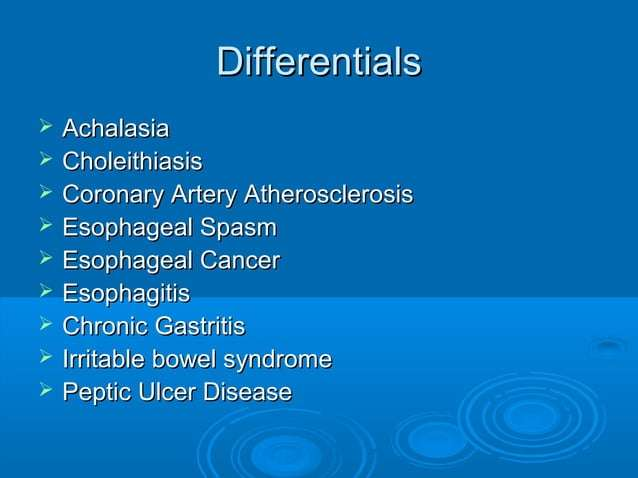 Differentials
Achalasia
Choleithiasis
Coronary Artery Atherosclerosis
Esophageal Spasm
Esophageal Cancer
Esophagitis
Chronic Gastritis
Irritable bowel syndrome
Peptic Ulcer Disease